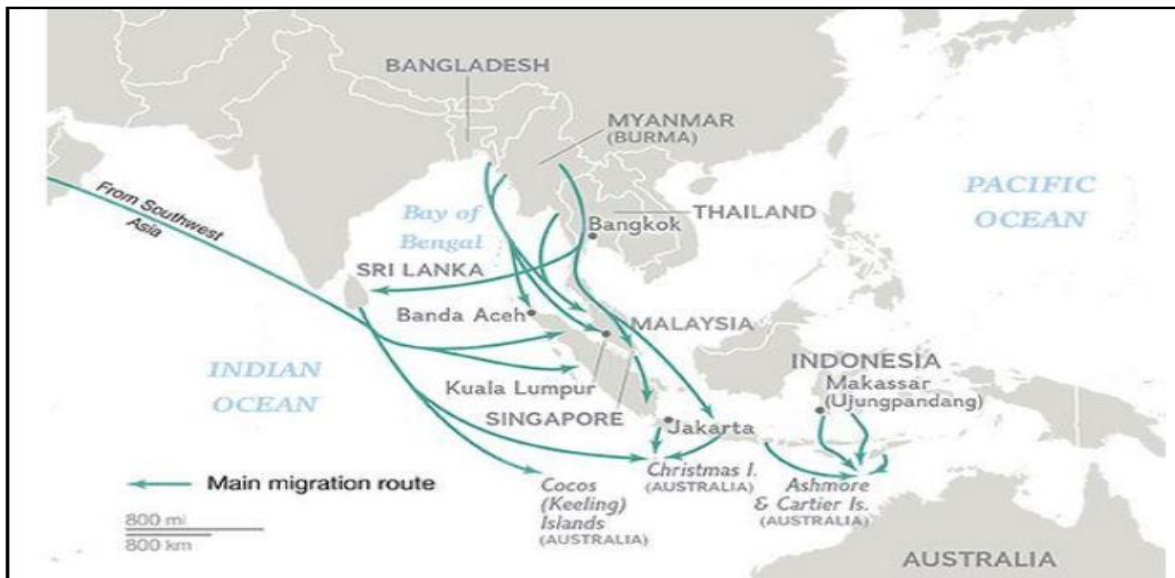 BANGLADESH
MYANMAR
(BURMA)
From Southwest
Asia
Bay of
Bengal
THAILAND
Bangkok
PACIFIC
OCEAN
SRI LANKA
Banda Aceh
MALAYSIA
INDIAN
OCEAN
Kuala Lumpur
SINGAPORE
INDONESIA
Makassar
(Ujungpandang)
Jakarta
Christmas I.
(AUSTRALIA)
Cocos
(Keeling)
Islands
(AUSTRALIA)
Ashmore
& Cartier Is.
(AUSTRALIA)
Main migration route
800 mi
800 km
AUSTRALIA